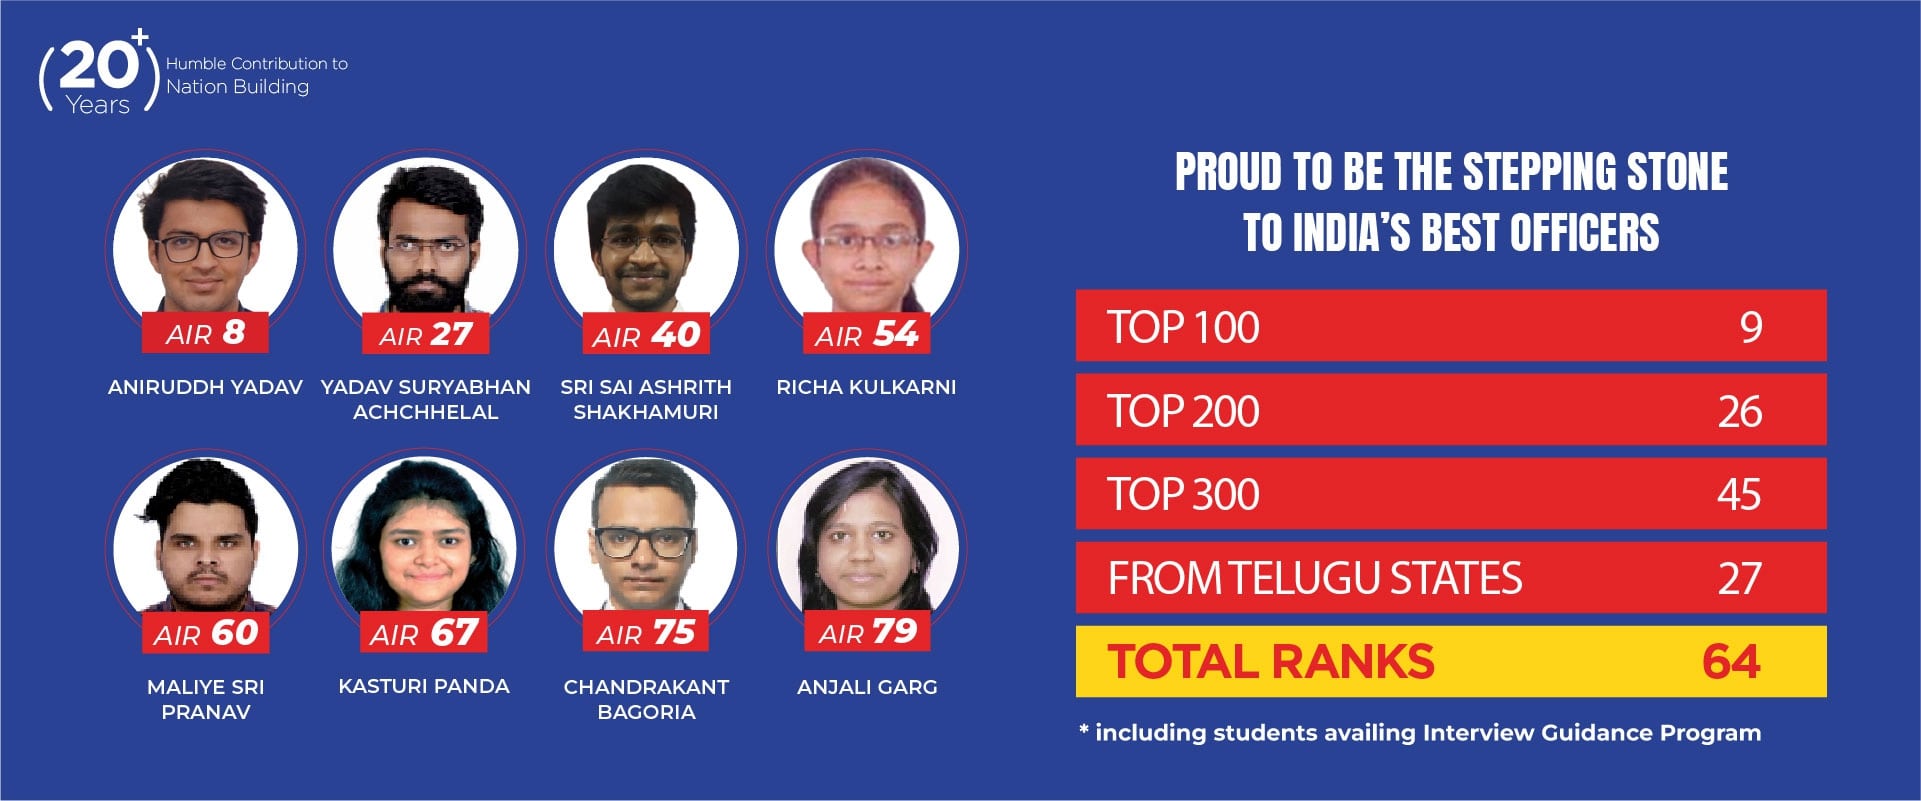 20+
Years
Humble Contribution to
Nation Building
AIR 8
AIR 27
AIR 40
AIR 54
ANIRUDDH YADAV
YADAV SURYABHAN
ACHCHHELAL
SRI SAI ASHRITH
SHAKHAMURI
RICHA KULKARNI
AIR 60
AIR 67
AIR 75
AIR 79
MALIYE SRI
PRANAV
KASTURI PANDA
CHANDRAKANT
BAGORIA
ANJALI GARG
PROUD TO BE THE STEPPING STONE
TO INDIA'S BEST OFFICERS
TOP 100 9
TOP 200 26
TOP 300 45
FROM TELUGU STATES 27
TOTAL RANKS 64
* including students availing Interview Guidance Program